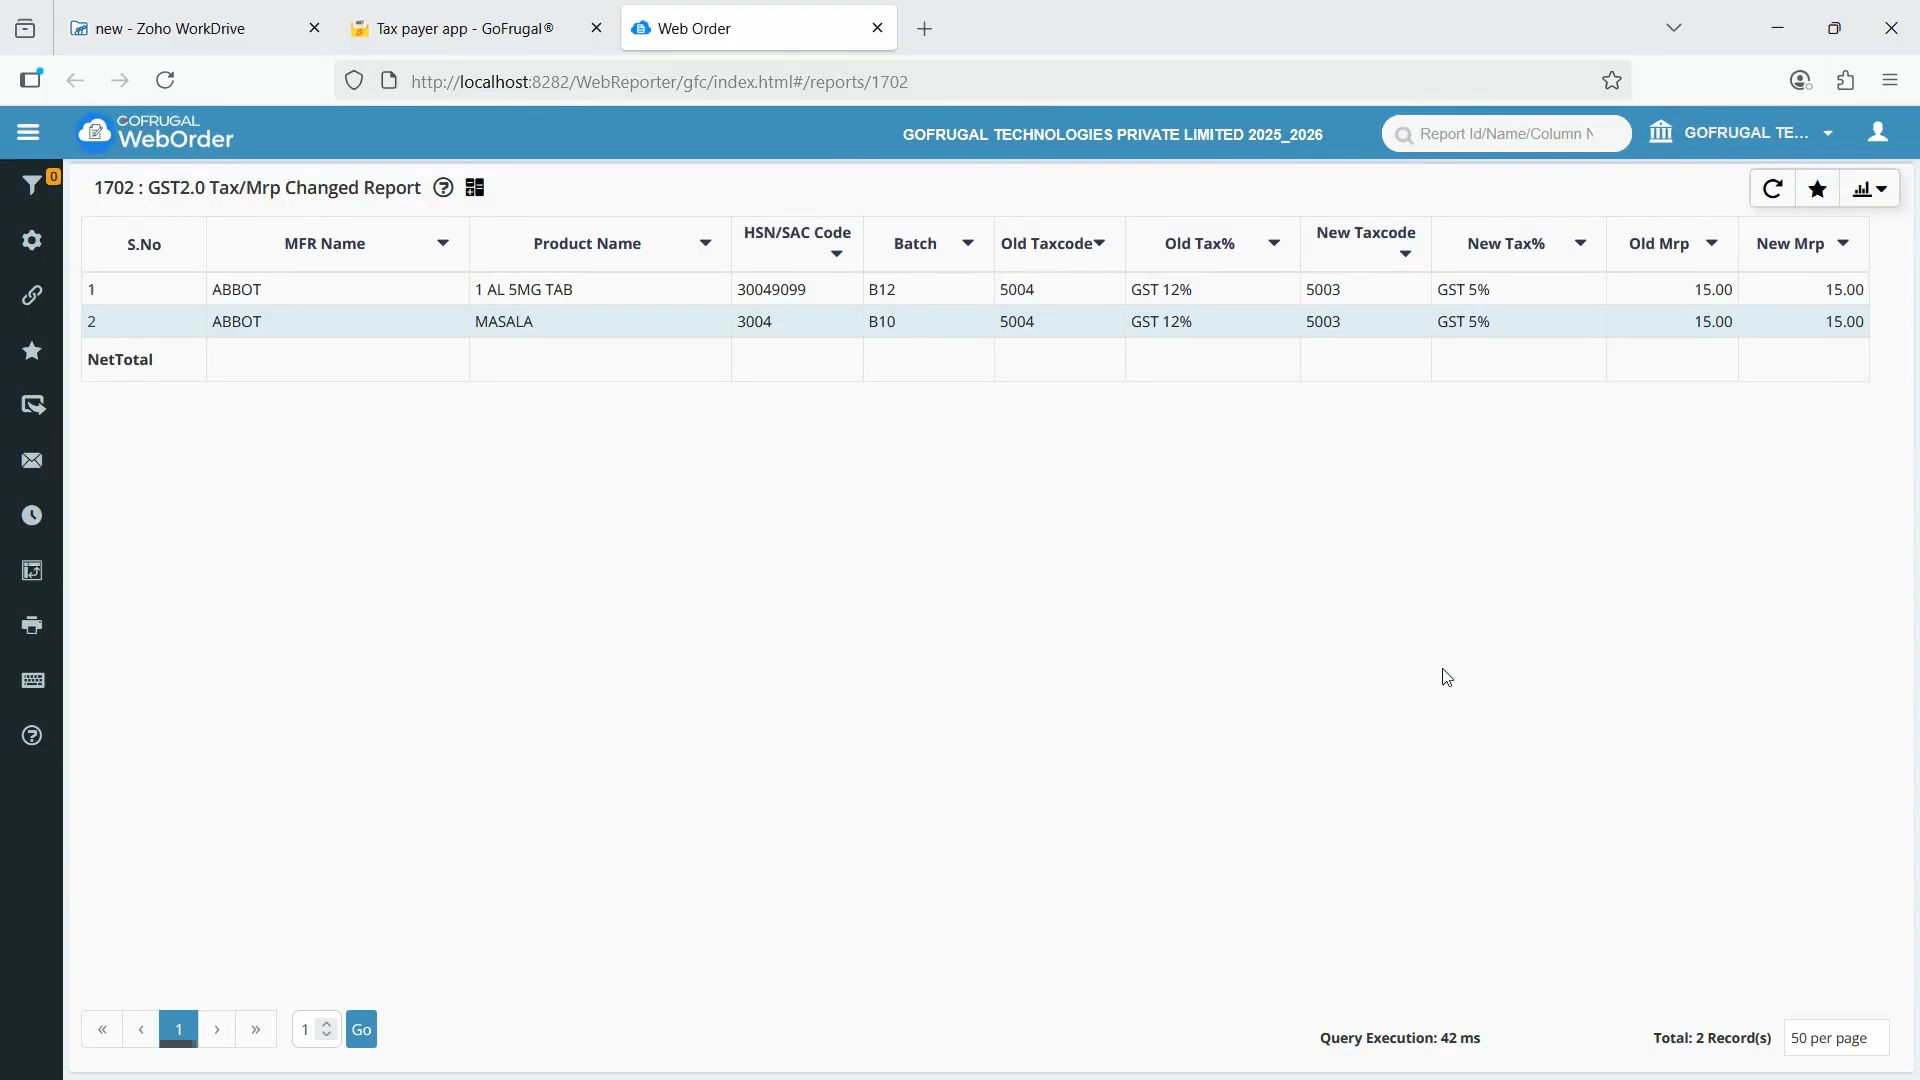 new - Zoho WorkDrive
Tax payer app - GoFrugal®
Web Order
http://localhost:8282/WebReporter/gfc/index.html#/reports/1702
GOFRUGAL
WebOrder
GOFRUGAL TECHNOLOGIES PRIVATE LIMITED 2025_2026
Report Id/Name/Column N
GOFRUGAL TE...
0
1702 : GST2.0 Tax/Mrp Changed Report
S.No MFR Name Product Name HSN/SAC Code Batch Old Taxcode Old Tax% New Taxcode New Tax% Old Mrp New Mrp
1 ABBOT 1 AL 5MG TAB 30049099 B12 5004 GST 12% 5003 GST 5% 15.00 15.00
2 ABBOT MASALA 3004 B10 5004 GST 12% 5003 GST 5% 15.00 15.00
NetTotal
« ‹ 1 › » 1 Go
Query Execution: 42 ms
Total: 2 Record(s)
50 per page